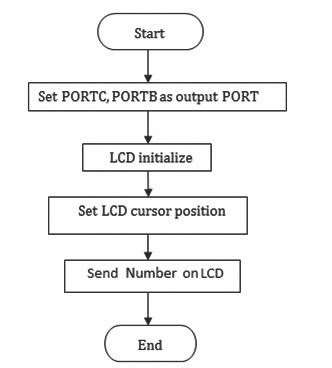 Start
Set PORTC, PORTB as output PORT
LCD initialize
Set LCD cursor position
Send Number on LCD
End